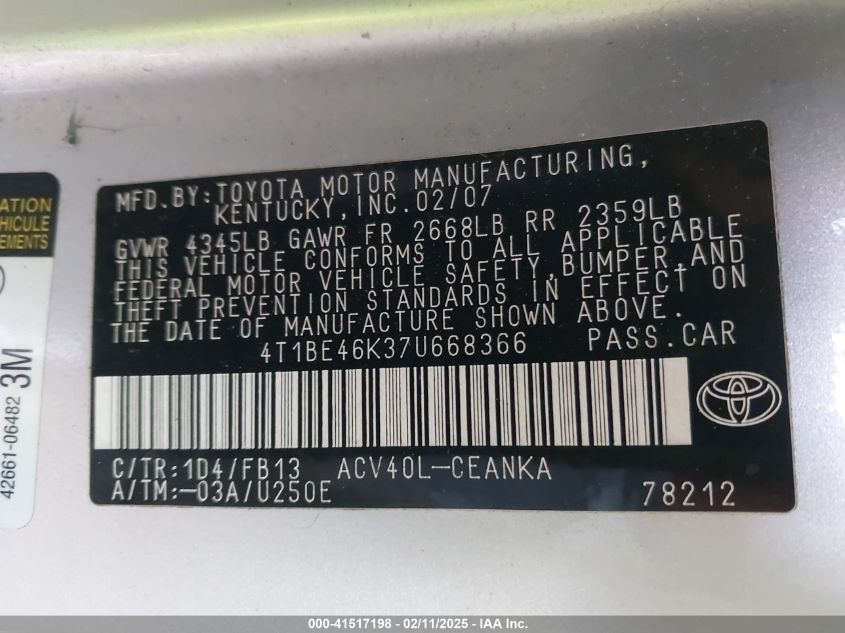 MFD. BY: TOYOTA MOTOR MANUFACTURING,
KENTUCKY, INC. 02/07
GVWR 4345LB GAWR FR 2668LB RR 2359LB
THIS VEHICLE CONFORMS TO ALL APPLICABLE
FEDERAL MOTOR VEHICLE SAFETY, BUMPER, AND
THEFT PREVENTION STANDARDS IN EFFECT ON
THE DATE OF MANUFACTURE SHOWN ABOVE.
4T1BE46K37U668366 PASS. CAR
C/TR: 1D4/FB13 ACV40L-CEANKA
A/TM: -03A/U250E 78212
VEHICULE
42661-06482 3M
000-41517198 - 02/11/2025 - IAA Inc.